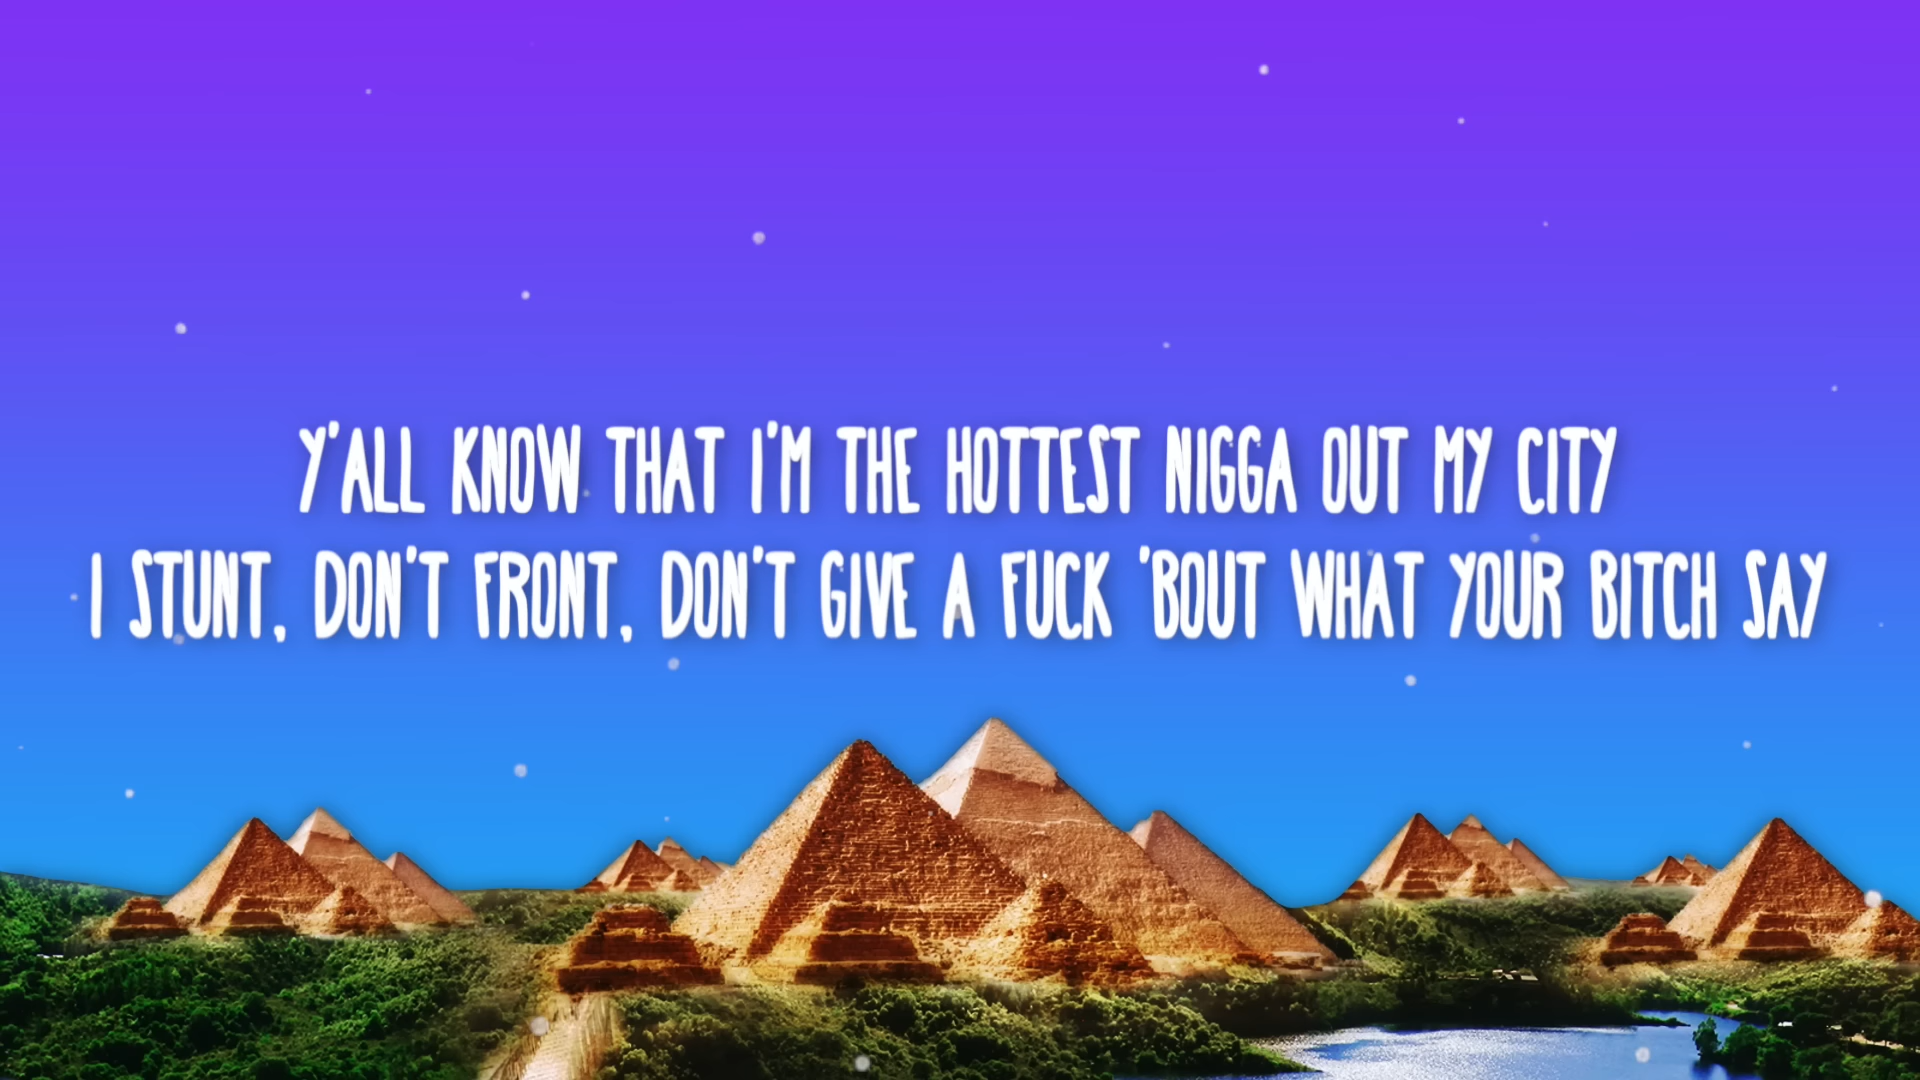 Y'ALL KNOW THAT I'M THE HOTTEST NIGGA OUT MY CITY
I STUNT, DON'T FRONT, DON'T GIVE A FUCK 'BOUT WHAT YOUR BITCH SAY